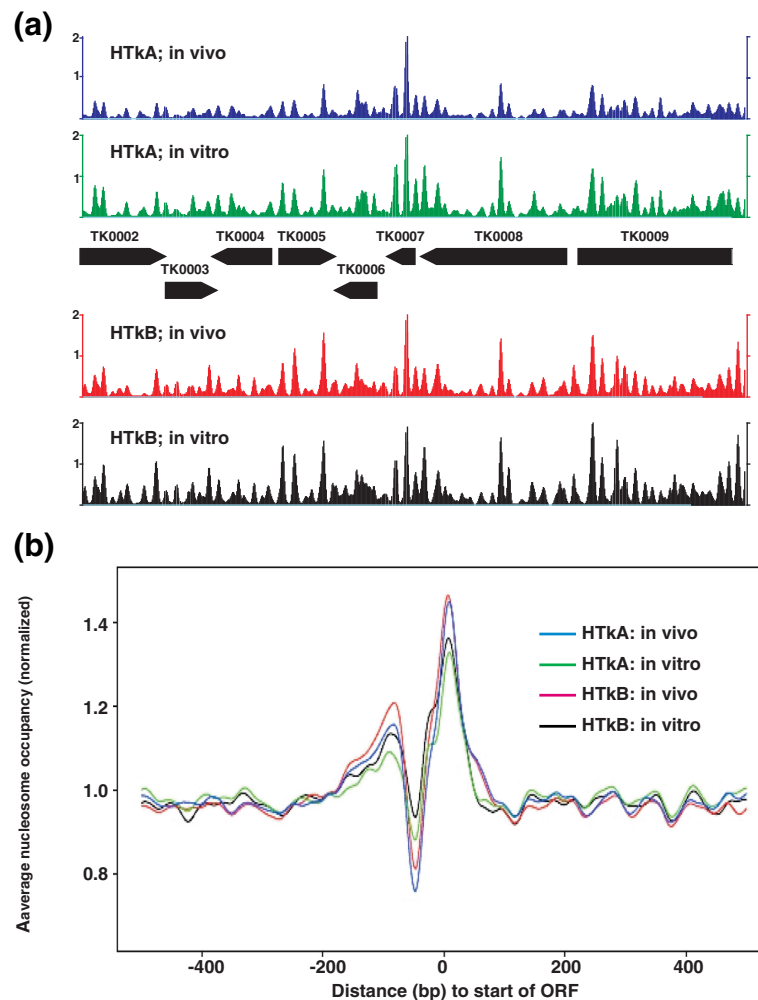 (a)
HTkA; in vivo
2
1
HTkA; in vitro
2
1
TK0002
TK0004
TK0005
TK0007
TK0008
TK0009
TK0003
TK0006
HTkB; in vivo
2
1
HTkB; in vitro
2
1
(b)
Aaverage nucleosome occupancy (normalized)
1.4
1.2
1.0
0.8
HTkA: in vivo
HTkA: in vitro
HTkB: in vivo
HTkB: in vitro
-400
-200
0
200
400
Distance (bp) to start of ORF